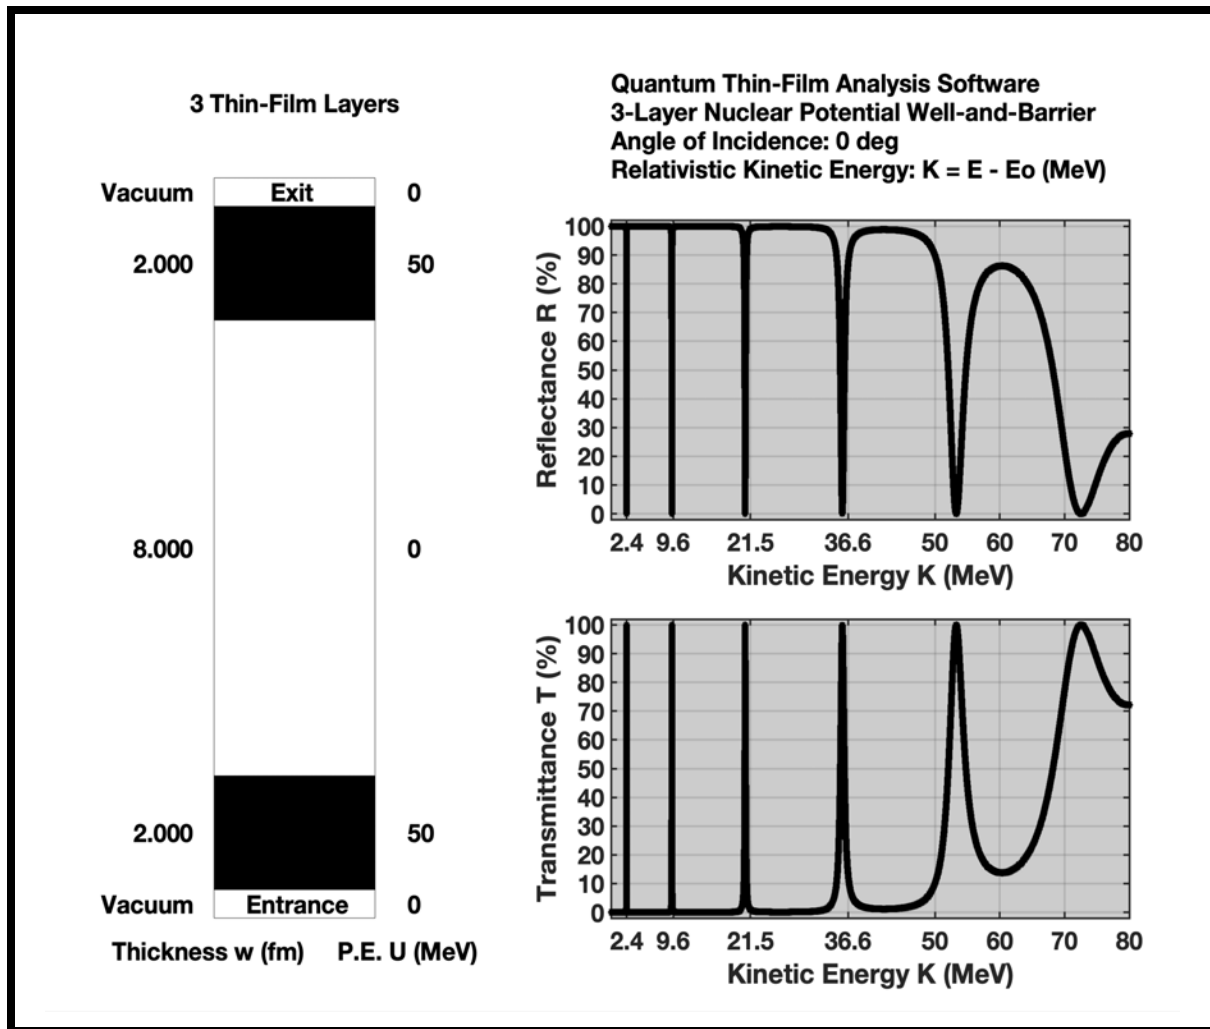 3 Thin-Film Layers
Vacuum Exit 0
2.000 50
8.000 0
2.000 50
Vacuum Entrance 0
Thickness w (fm) P.E. U (MeV)
Quantum Thin-Film Analysis Software
3-Layer Nuclear Potential Well-and-Barrier
Angle of Incidence: 0 deg
Relativistic Kinetic Energy: K = E - Eo (MeV)
Reflectance R (%)
100
90
80
70
60
50
40
30
20
10
0
2.4 9.6 21.5 36.6 50 60 70 80
Kinetic Energy K (MeV)
Transmittance T (%)
100
90
80
70
60
50
40
30
20
10
0
2.4 9.6 21.5 36.6 50 60 70 80
Kinetic Energy K (MeV)